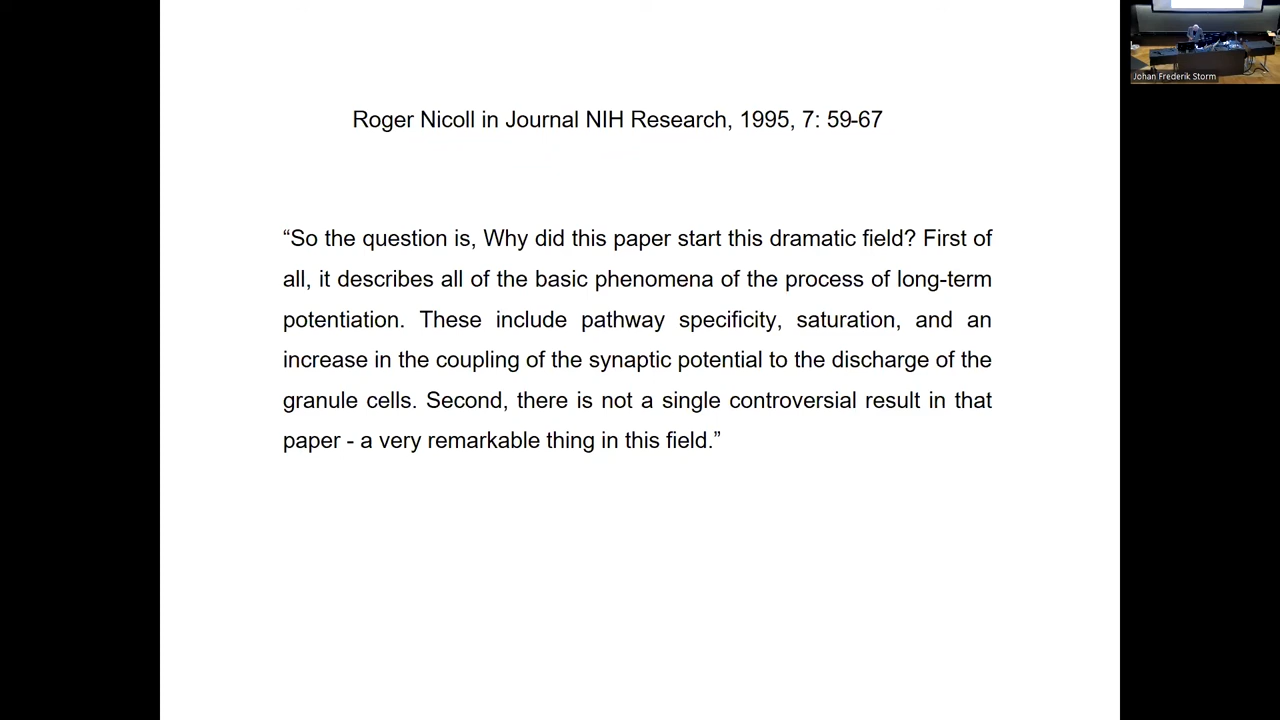 Johan Frederik Storm
Roger Nicoll in Journal NIH Research, 1995, 7: 59-67
“So the question is, Why did this paper start this dramatic field? First of
all, it describes all of the basic phenomena of the process of long-term
potentiation. These include pathway specificity, saturation, and an
increase in the coupling of the synaptic potential to the discharge of the
granule cells. Second, there is not a single controversial result in that
paper - a very remarkable thing in this field.”